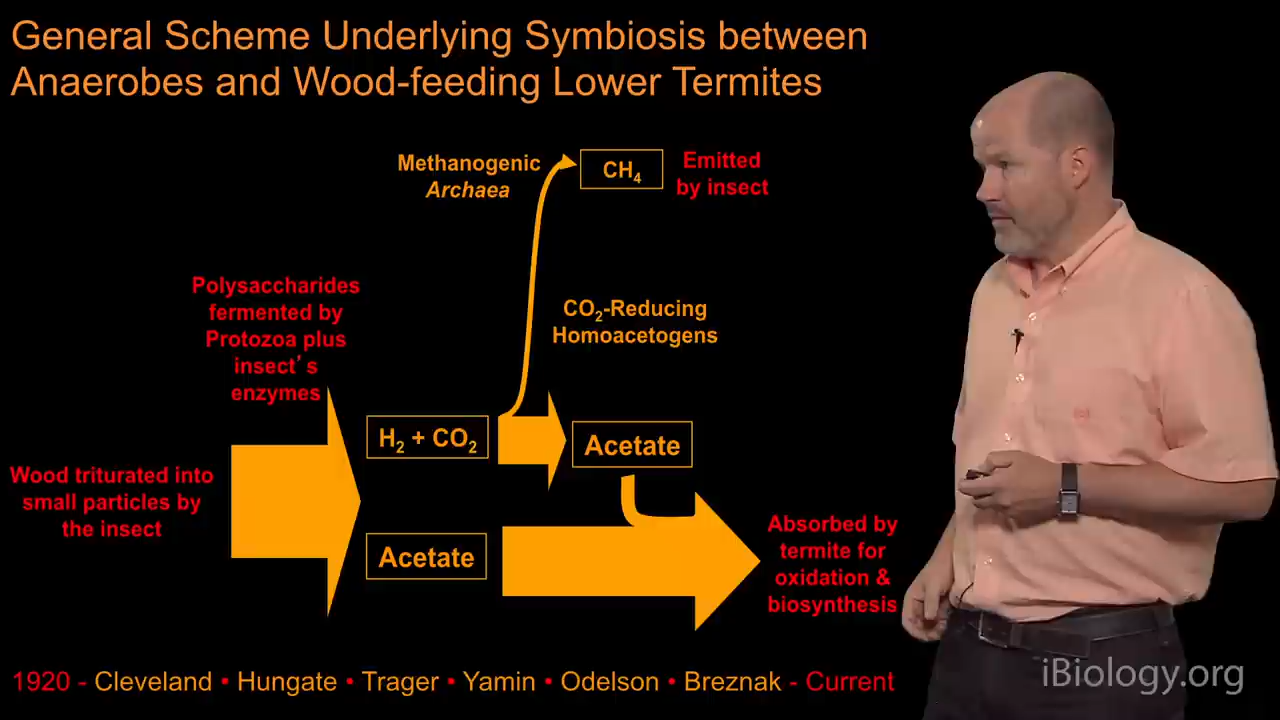 General Scheme Underlying Symbiosis between
Anaerobes and Wood-feeding Lower Termites
Methanogenic
Archaea
CH₄
Emitted
by insect
Polysaccharides
fermented by
Protozoa plus
insect's
enzymes
CO₂-Reducing
Homoacetogens
H₂ + CO₂
Acetate
Wood triturated into
small particles by
the insect
Acetate
Absorbed by
termite for
oxidation &
biosynthesis
1920 - Cleveland • Hungate • Trager • Yamin • Odelson • Breznak - Current
iBiology.org